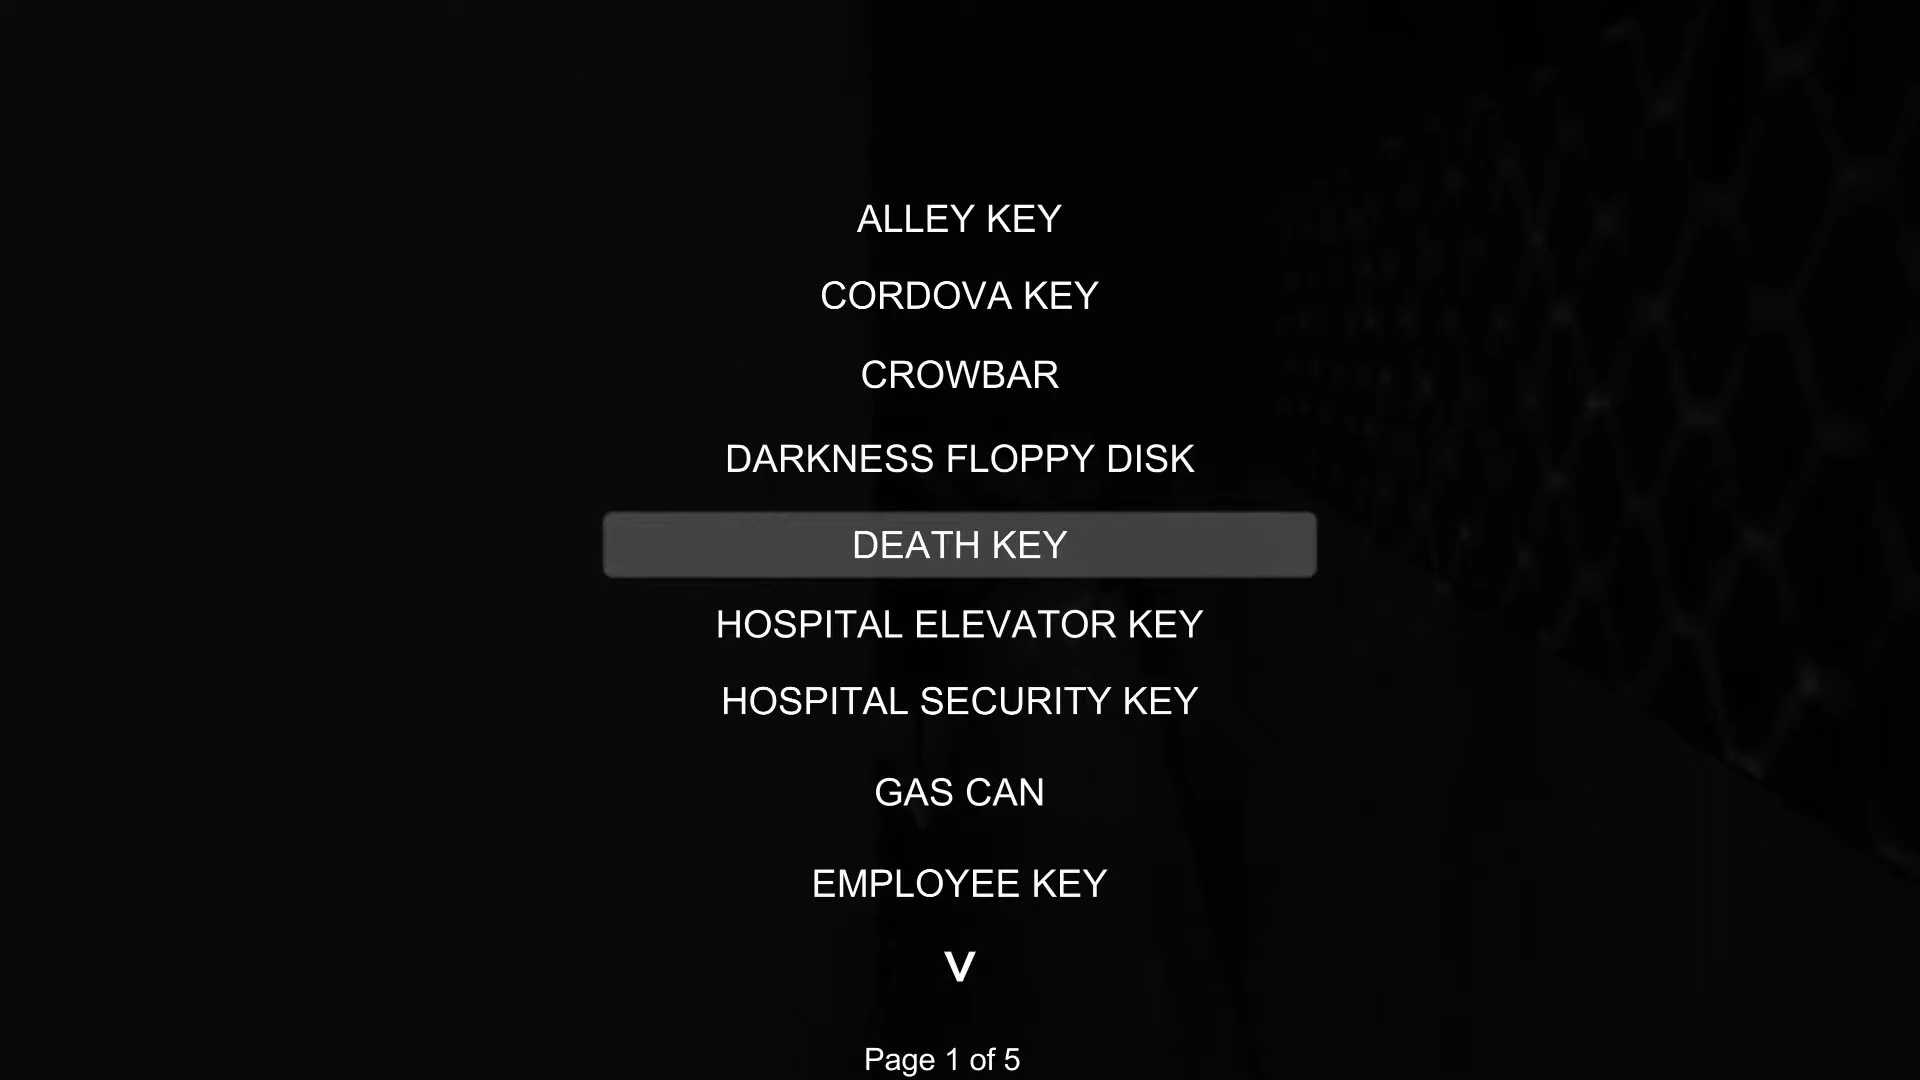 ALLEY KEY
CORDOVA KEY
CROWBAR
DARKNESS FLOPPY DISK
DEATH KEY
HOSPITAL ELEVATOR KEY
HOSPITAL SECURITY KEY
GAS CAN
EMPLOYEE KEY
V
Page 1 of 5